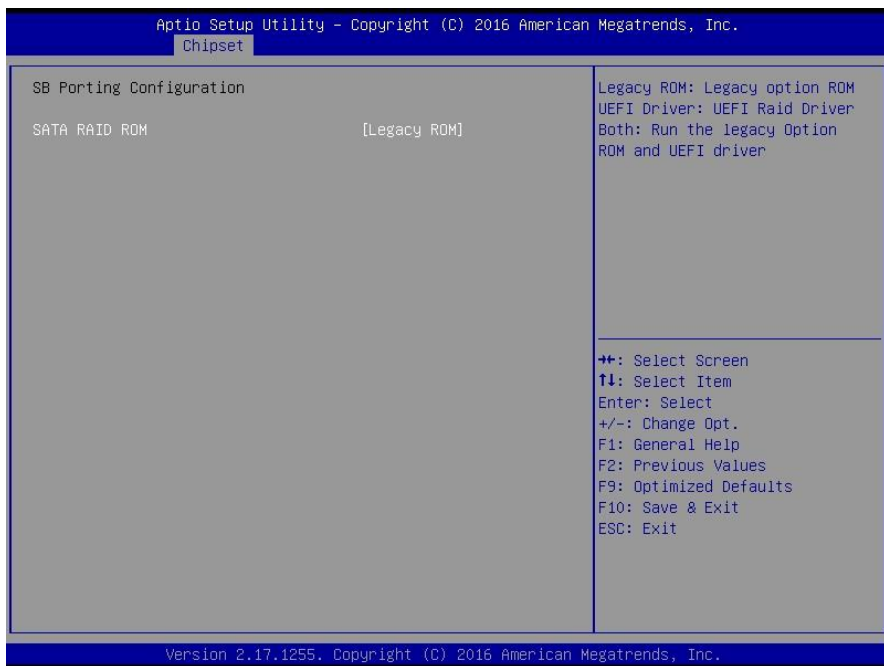 Aptio Setup Utility – Copyright (C) 2016 American Megatrends, Inc.
Chipset
SB Porting Configuration
SATA RAID ROM [Legacy ROM]
Legacy ROM: Legacy option ROM
UEFI Driver: UEFI Raid Driver
Both: Run the legacy Option
ROM and UEFI driver
→←: Select Screen
↑↓: Select Item
Enter: Select
+/-: Change Opt.
F1: General Help
F2: Previous Values
F9: Optimized Defaults
F10: Save & Exit
ESC: Exit
Version 2.17.1255. Copyright (C) 2016 American Megatrends, Inc.